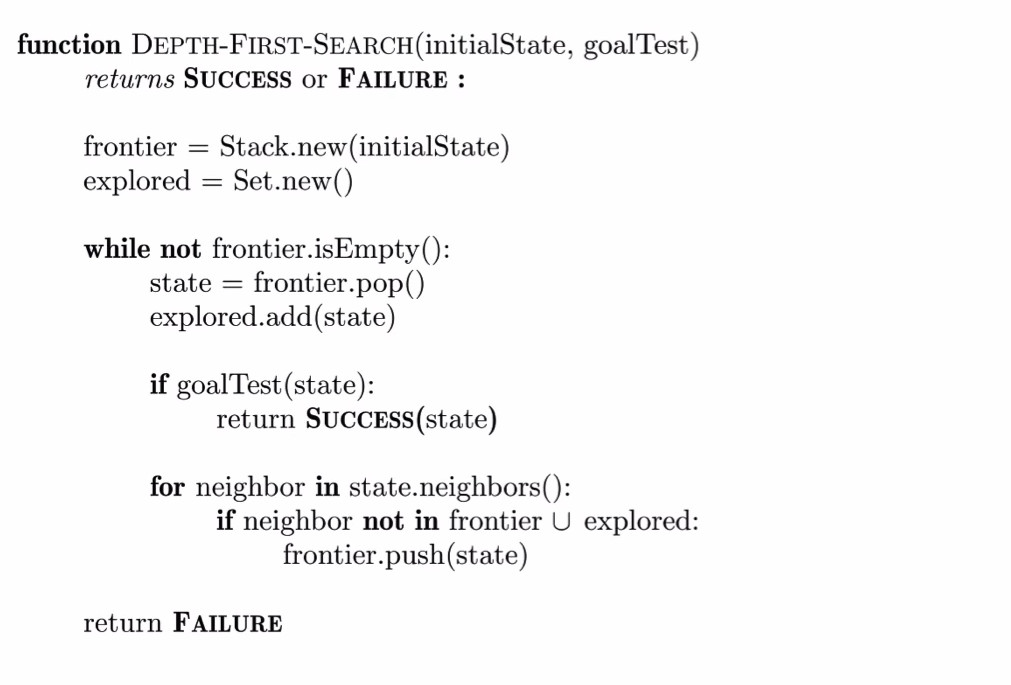 function DEPTH-FIRST-SEARCH(initialState, goalTest)
returns SUCCESS or FAILURE :
frontier = Stack.new(initialState)
explored = Set.new()
while not frontier.isEmpty():
state = frontier.pop()
explored.add(state)
if goalTest(state):
return SUCCESS(state)
for neighbor in state.neighbors():
if neighbor not in frontier ∪ explored:
frontier.push(state)
return FAILURE